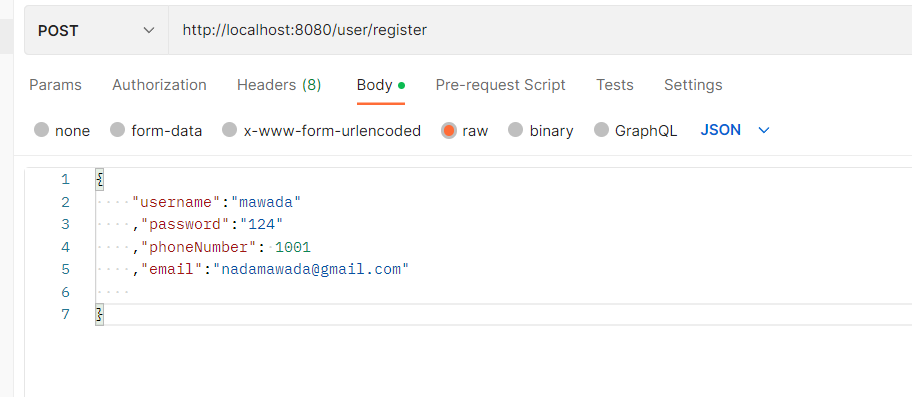 POST http://localhost:8080/user/register
Params Authorization Headers (8) Body Pre-request Script Tests Settings
none form-data x-www-form-urlencoded raw binary GraphQL JSON
1 {
2 "username":"mawada"
3 ,"password":"124"
4 ,"phoneNumber": 1001
5 ,"email":"nadamawada@gmail.com"
6
7 }